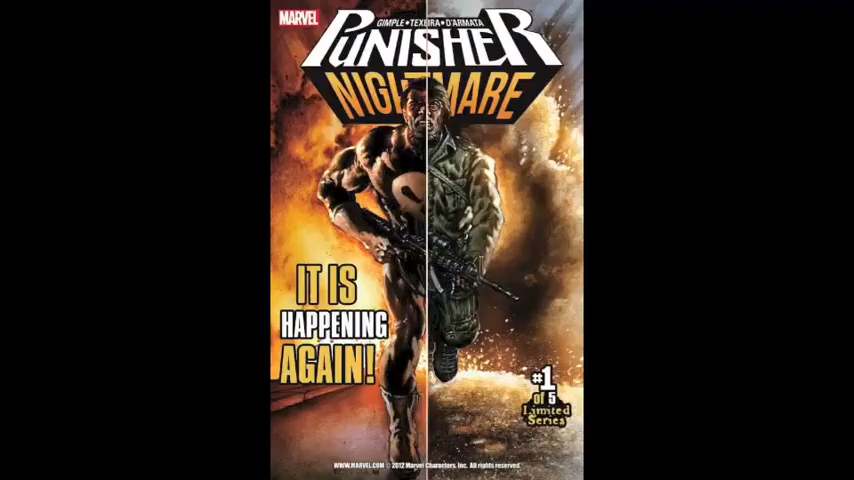 MARVEL
GIMPLE • TEXEIRA • D'ARMATA
PUNISHER
NIGHTMARE
IT IS
HAPPENING
AGAIN!
#1
of 5
Limited
Series
WWW.MARVEL.COM © 2012 Marvel Characters, Inc. All rights reserved.